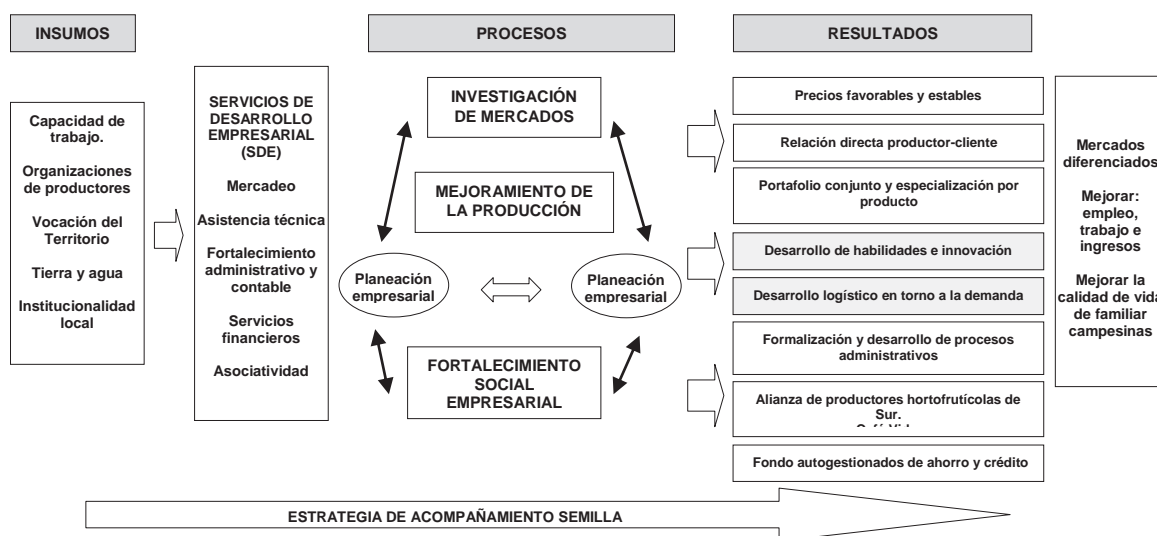 INSUMOS
PROCESOS
RESULTADOS
Capacidad de
trabajo.
Organizaciones
de productores
Vocación del
Territorio
Tierra y agua
Institucionalidad
local
SERVICIOS DE
DESARROLLO
EMPRESARIAL
(SDE)
Mercadeo
Asistencia técnica
Fortalecimiento
administrativo y
contable
Servicios
financieros
Asociatividad
INVESTIGACIÓN
DE MERCADOS
MEJORAMIENTO DE
LA PRODUCCIÓN
Planeación
empresarial
Planeación
empresarial
FORTALECIMIENTO
SOCIAL
EMPRESARIAL
Precios favorables y estables
Relación directa productor-cliente
Portafolio conjunto y especialización por
producto
Desarrollo de habilidades e innovación
Desarrollo logístico en torno a la demanda
Formalización y desarrollo de procesos
administrativos
Alianza de productores hortofrutícolas de
Sur.
Fondo autogestionados de ahorro y crédito
Mercados
diferenciados
Mejorar:
empleo,
trabajo e
ingresos
Mejorar la
calidad de vida
de familiar
campesinas
ESTRATEGIA DE ACOMPAÑAMIENTO SEMILLA